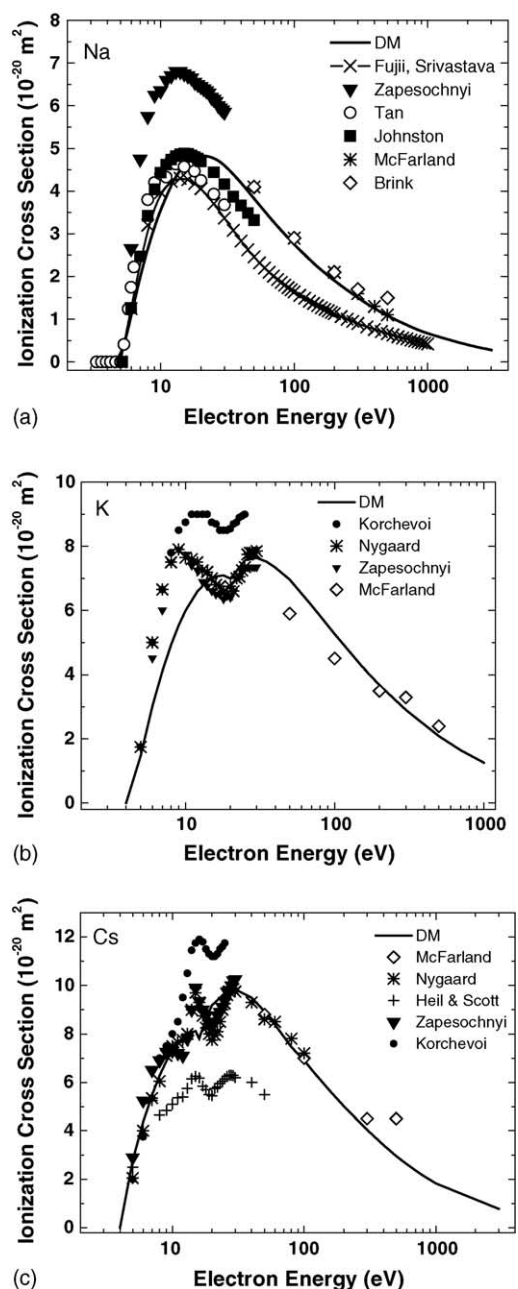 (a)
Na
DM
Fujii, Srivastava
Zapesochnyi
Tan
Johnston
McFarland
Brink
8
7
6
5
4
3
2
1
0
10
100
1000
Ionization Cross Section (10⁻²⁰ m²)
Electron Energy (eV)
(b)
K
DM
Korchevoi
Nygaard
Zapesochnyi
McFarland
10
8
6
4
2
0
10
100
1000
Ionization Cross Section (10⁻²⁰ m²)
Electron Energy (eV)
(c)
Cs
DM
McFarland
Nygaard
Heil & Scott
Zapesochnyi
Korchevoi
12
10
8
6
4
2
0
10
100
1000
Ionization Cross Section (10⁻²⁰ m²)
Electron Energy (eV)